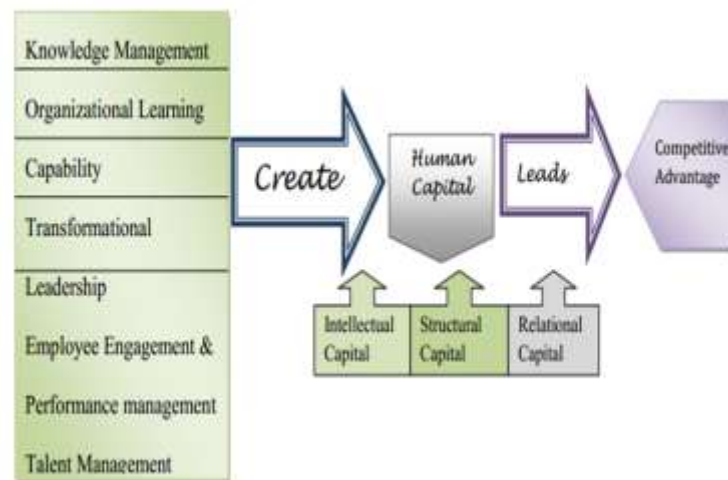 Knowledge Management
Organizational Learning
Capability
Transformational
Leadership
Employee Engagement &
Performance management
Talent Management
Create
Human
Capital
Leads
Competitive
Advantage
Intellectual
Capital
Structural
Capital
Relational
Capital